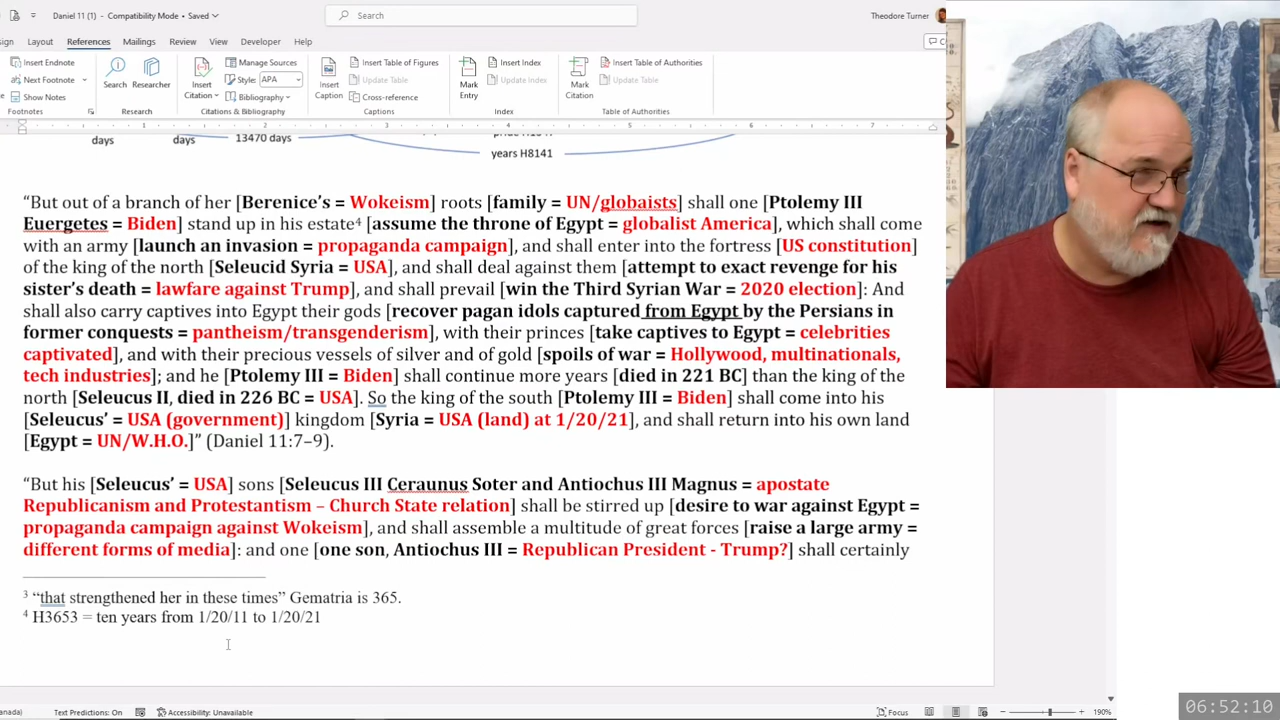 Daniel 11 (1) - Compatibility Mode • Saved
Search
Theodore Turner
sign Layout References Mailings Review View Developer Help
Insert Endnote
Next Footnote
Show Notes
Footnotes
Search
Researcher
Research
Insert Citation
Manage Sources
Style: APA
Bibliography
Citations & Bibliography
Insert Caption
Insert Table of Figures
Update Table
Cross-reference
Captions
Mark Entry
Insert Index
Update Index
Index
Mark Citation
Insert Table of Authorities
Update Table
Table of Authorities
1 2 3 4 5 6 7
days days 13470 days
years H8141
“But out of a branch of her [Berenice’s = Wokeism] roots [family = UN/globaists] shall one [Ptolemy III
Euergetes = Biden] stand up in his estate⁴ [assume the throne of Egypt = globalist America], which shall come
with an army [launch an invasion = propaganda campaign], and shall enter into the fortress [US constitution]
of the king of the north [Seleucid Syria = USA], and shall deal against them [attempt to exact revenge for his
sister’s death = lawfare against Trump], and shall prevail [win the Third Syrian War = 2020 election]: And
shall also carry captives into Egypt their gods [recover pagan idols captured from Egypt by the Persians in
former conquests = pantheism/transgenderism], with their princes [take captives to Egypt = celebrities
captivated], and with their precious vessels of silver and of gold [spoils of war = Hollywood, multinationals,
tech industries]; and he [Ptolemy III = Biden] shall continue more years [died in 221 BC] than the king of the
north [Seleucus II, died in 226 BC = USA]. So the king of the south [Ptolemy III = Biden] shall come into his
[Seleucus’ = USA (government)] kingdom [Syria = USA (land) at 1/20/21], and shall return into his own land
[Egypt = UN/W.H.O.]” (Daniel 11:7–9).
“But his [Seleucus’ = USA] sons [Seleucus III Ceraunus Soter and Antiochus III Magnus = apostate
Republicanism and Protestantism – Church State relation] shall be stirred up [desire to war against Egypt =
propaganda campaign against Wokeism], and shall assemble a multitude of great forces [raise a large army =
different forms of media]: and one [one son, Antiochus III = Republican President - Trump?] shall certainly
³ “that strengthened her in these times” Gematria is 365.
⁴ H3653 = ten years from 1/20/11 to 1/20/21
anada) Text Predictions: On Accessibility: Unavailable Focus 190%
06:52:10